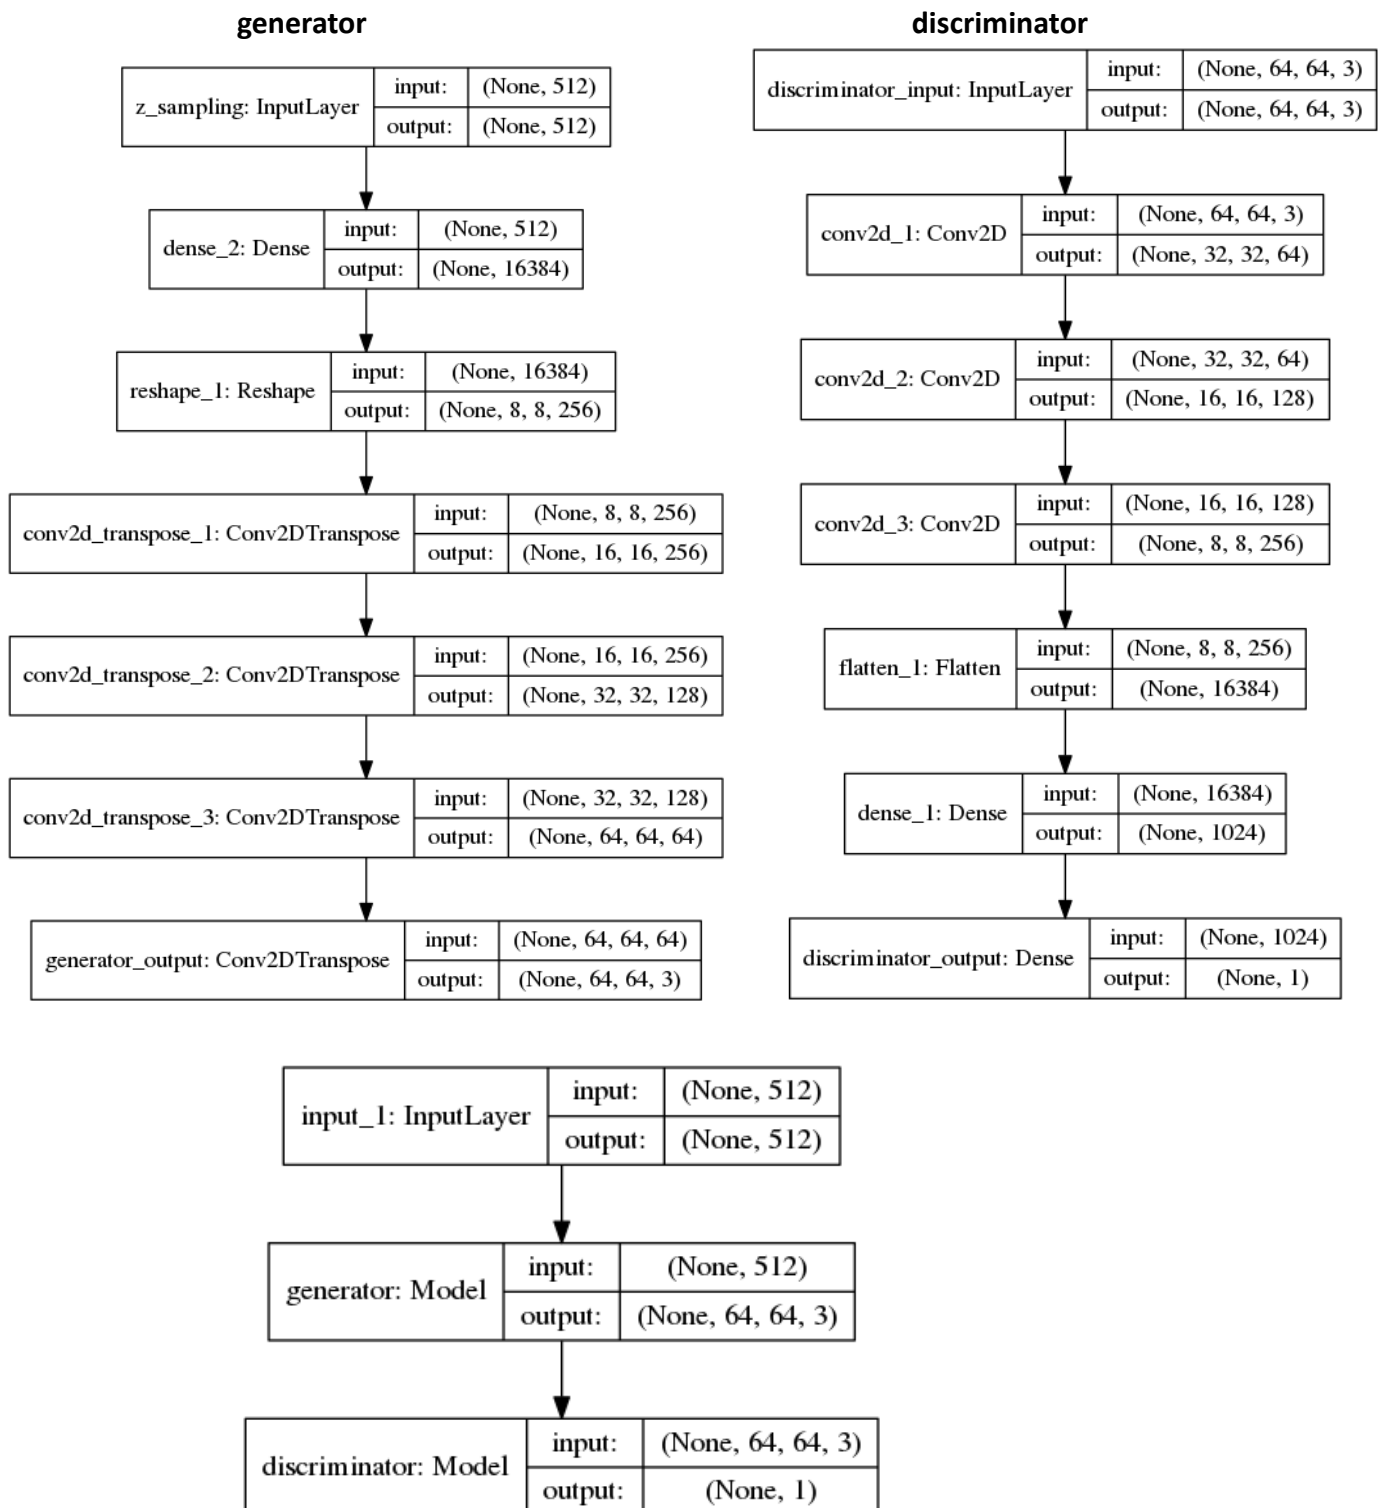 generator
z_sampling: InputLayer
input: (None, 512)
output: (None, 512)
dense_2: Dense
input: (None, 512)
output: (None, 16384)
reshape_1: Reshape
input: (None, 16384)
output: (None, 8, 8, 256)
conv2d_transpose_1: Conv2DTranspose
input: (None, 8, 8, 256)
output: (None, 16, 16, 256)
conv2d_transpose_2: Conv2DTranspose
input: (None, 16, 16, 256)
output: (None, 32, 32, 128)
conv2d_transpose_3: Conv2DTranspose
input: (None, 32, 32, 128)
output: (None, 64, 64, 64)
generator_output: Conv2DTranspose
input: (None, 64, 64, 64)
output: (None, 64, 64, 3)
discriminator
discriminator_input: InputLayer
input: (None, 64, 64, 3)
output: (None, 64, 64, 3)
conv2d_1: Conv2D
input: (None, 64, 64, 3)
output: (None, 32, 32, 64)
conv2d_2: Conv2D
input: (None, 32, 32, 64)
output: (None, 16, 16, 128)
conv2d_3: Conv2D
input: (None, 16, 16, 128)
output: (None, 8, 8, 256)
flatten_1: Flatten
input: (None, 8, 8, 256)
output: (None, 16384)
dense_1: Dense
input: (None, 16384)
output: (None, 1024)
discriminator_output: Dense
input: (None, 1024)
output: (None, 1)
input_1: InputLayer
input: (None, 512)
output: (None, 512)
generator: Model
input: (None, 512)
output: (None, 64, 64, 3)
discriminator: Model
input: (None, 64, 64, 3)
output: (None, 1)